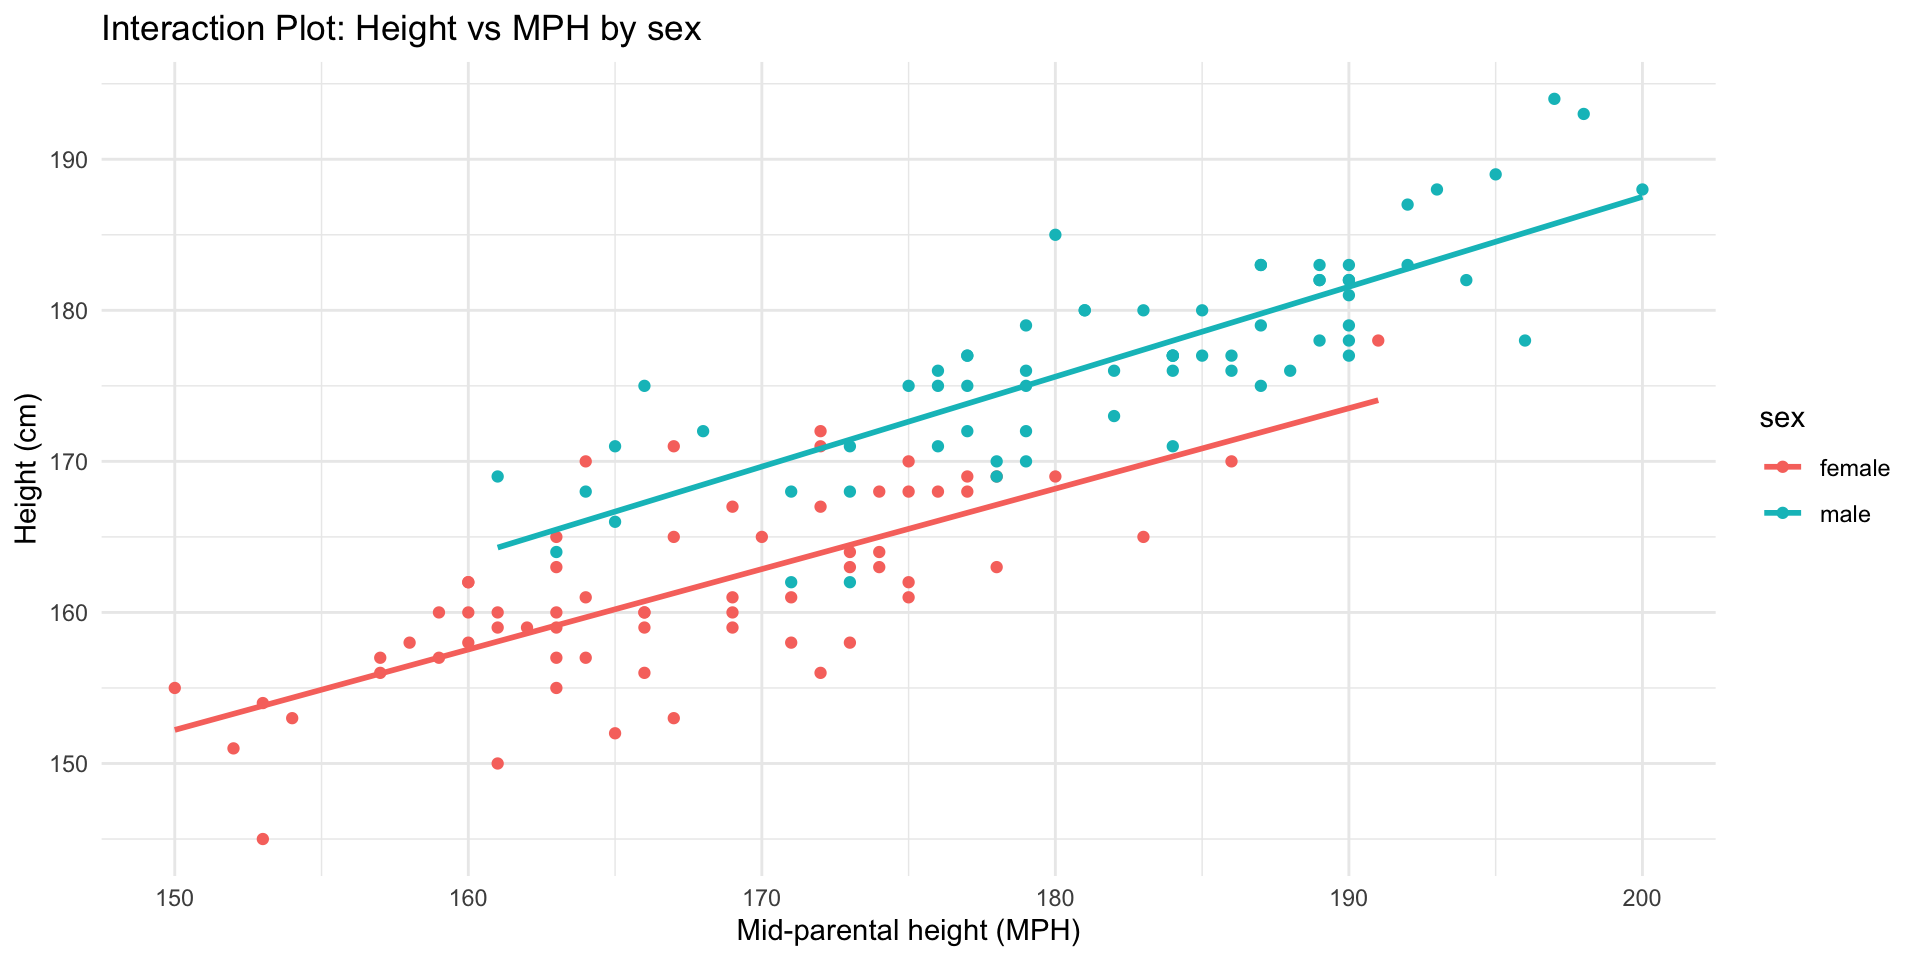 Interaction Plot: Height vs MPH by sex
190
180
170
160
150
Height (cm)
150
160
170
180
190
200
Mid-parental height (MPH)
sex
female
male